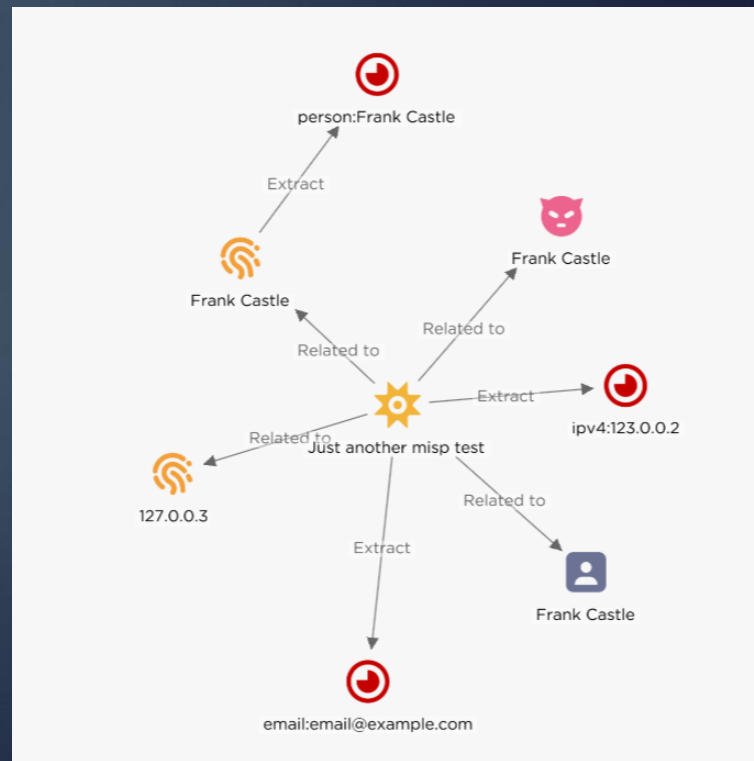 person:Frank Castle
Extract
Frank Castle
Frank Castle
Related to
Related to
Extract
ipv4:123.0.0.2
Related to
Just another misp test
127.0.0.3
Related to
Extract
Frank Castle
email:email@example.com